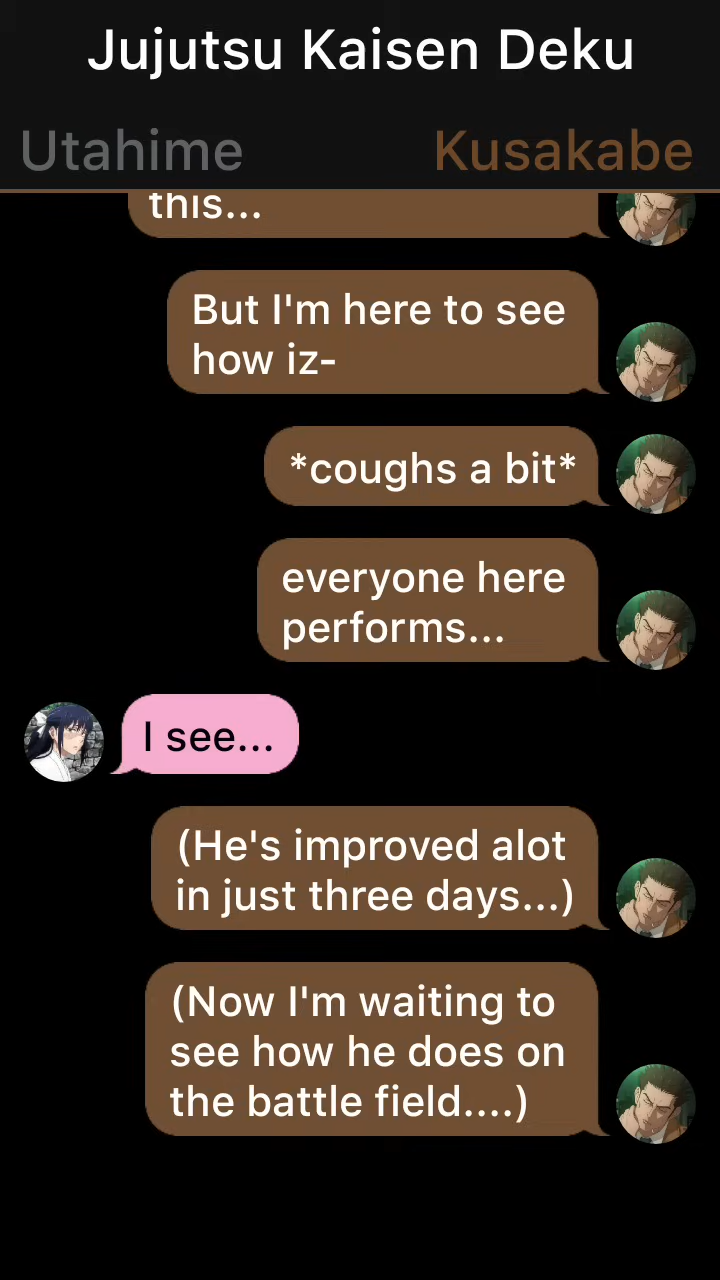 Jujutsu Kaisen Deku
Utahime
Kusakabe
this...
But I'm here to see
how iz-
*coughs a bit*
everyone here
performs...
I see...
(He's improved alot
in just three days...)
(Now I'm waiting to
see how he does on
the battle field....)